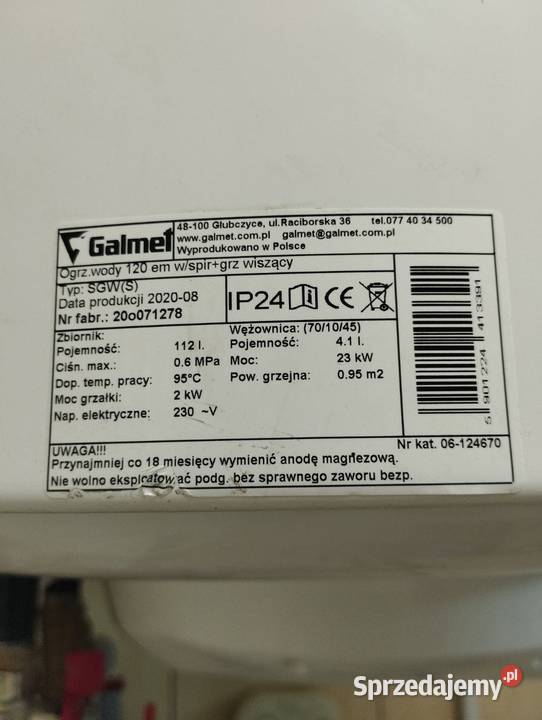 Galmet
48-100 Głubczyce, ul.Raciborska 36 tel.077 40 34 500
www.galmet.com.pl galmet@galmet.com.pl
Wyprodukowano w Polsce
Ogrz.wody 120 em w/spir+grz wiszący
Typ: SGW(S)
Data produkcji 2020-08
Nr fabr.: 20o071278
IP24 CE
Zbiornik:
Pojemność: 112 l.
Ciśn. max.: 0.6 MPa
Dop. temp. pracy: 95°C
Moc grzałki: 2 kW
Nap. elektryczne: 230 ~V
Wężownica: (70/10/45)
Pojemność: 4.1 l.
Moc: 23 kW
Pow. grzejna: 0.95 m2
5 901224 413391
Nr kat. 06-124670
UWAGA!!!
Przynajmniej co 18 miesięcy wymienić anodę magnezową.
Nie wolno eksploatować podg. bez sprawnego zaworu bezp.
Sprzedajemy.pl